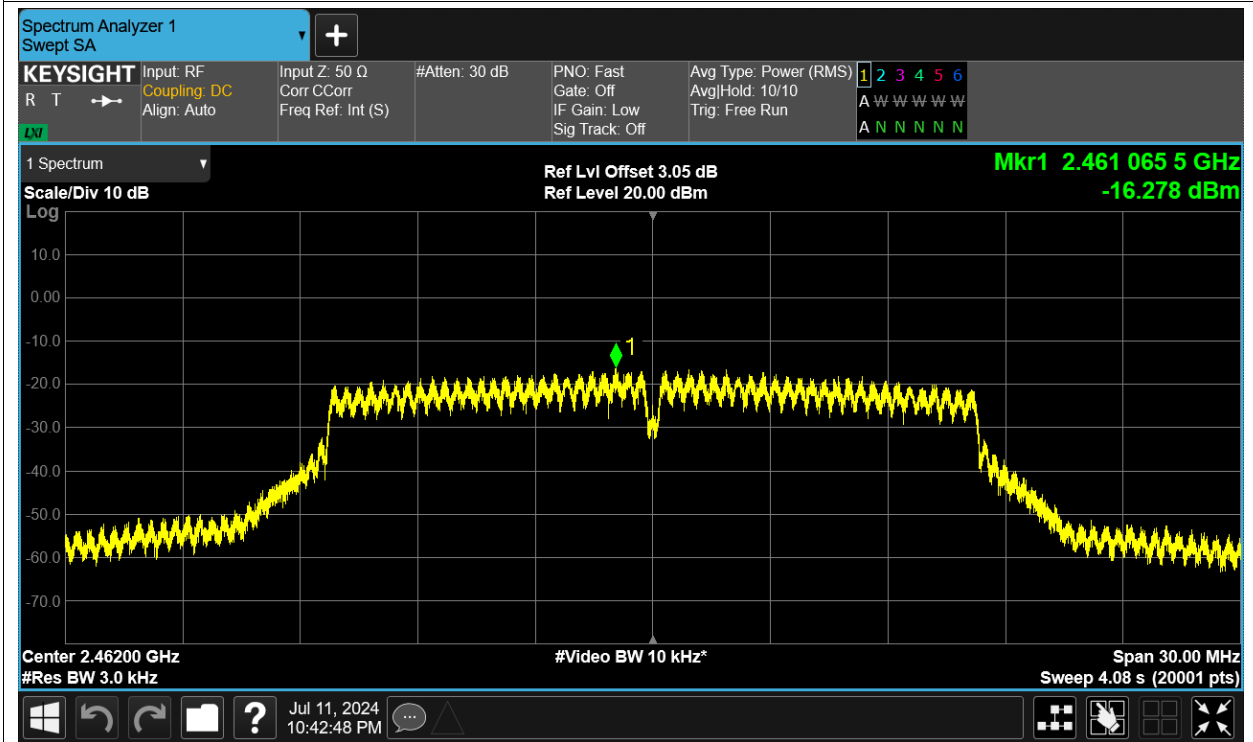 Spectrum Analyzer 1
Swept SA
+
KEYSIGHT
R T
LXI
Input: RF
Coupling: DC
Align: Auto
Input Z: 50 Ω
Corr CCorr
Freq Ref: Int (S)
#Atten: 30 dB
PNO: Fast
Gate: Off
IF Gain: Low
Sig Track: Off
Avg Type: Power (RMS)
Avg|Hold: 10/10
Trig: Free Run
1 2 3 4 5 6
A W W W W W
A N N N N N
1 Spectrum
Scale/Div 10 dB
Log
Ref Lvl Offset 3.05 dB
Ref Level 20.00 dBm
Mkr1 2.461 065 5 GHz
-16.278 dBm
10.0
0.00
-10.0
-20.0
-30.0
-40.0
-50.0
-60.0
-70.0
1
Center 2.46200 GHz
#Res BW 3.0 kHz
#Video BW 10 kHz*
Span 30.00 MHz
Sweep 4.08 s (20001 pts)
?
Jul 11, 2024
10:42:48 PM